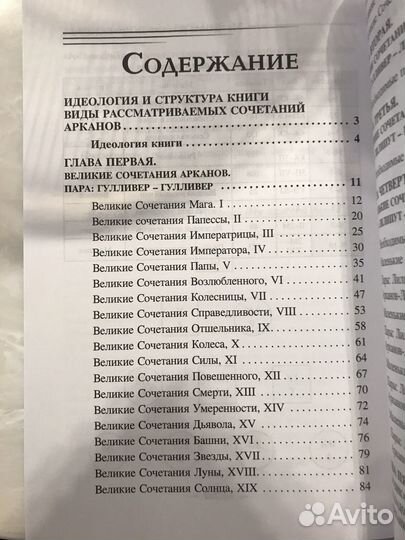 СОДЕРЖАНИЕ
ИДЕОЛОГИЯ И СТРУКТУРА КНИГИ
ВИДЫ РАССМАТРИВАЕМЫХ СОЧЕТАНИЙ
АРКАНОВ 3
Идеология книги 4
ГЛАВА ПЕРВАЯ.
ВЕЛИКИЕ СОЧЕТАНИЯ АРКАНОВ.
ПАРА: ГУЛЛИВЕР – ГУЛЛИВЕР 11
Великие Сочетания Мага. I 12
Великие сочетания Папессы, II 20
Великие Сочетания Императрицы, III 25
Великие Сочетания Императора, IV 30
Великие Сочетания Папы, V 35
Великие Сочетания Возлюбленного, VI 41
Великие Сочетания Колесницы, VII 47
Великие Сочетания Справедливости, VIII 53
Великие Сочетания Отшельника, IX 58
Великие Сочетания Колеса, X 61
Великие Сочетания Силы, XI 64
Великие Сочетания Повешенного, XII 67
Великие Сочетания Смерти, XIII 70
Великие Сочетания Умеренности, XIV 72
Великие Сочетания Дьявола, XV 74
Великие Сочетания Башни, XVI 76
Великие Сочетания Звезды, XVII 79
Великие Сочетания Луны, XVIII. 81
Великие Сочетания Солнца, XIX 84
Avito